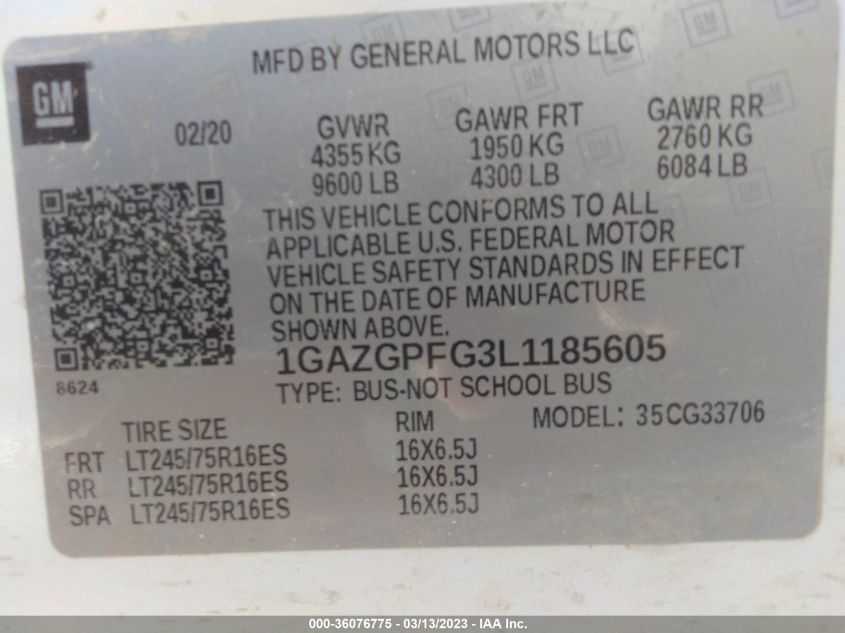 MFD BY GENERAL MOTORS LLC
GM
02/20
GVWR GAWR FRT GAWR RR
4355 KG 1950 KG 2760 KG
9600 LB 4300 LB 6084 LB
THIS VEHICLE CONFORMS TO ALL
APPLICABLE U.S. FEDERAL MOTOR
VEHICLE SAFETY STANDARDS IN EFFECT
ON THE DATE OF MANUFACTURE
SHOWN ABOVE.
1GAZGPFG3L1185605
8624
TYPE: BUS-NOT SCHOOL BUS
MODEL: 35CG33706
TIRE SIZE RIM
FRT LT245/75R16ES 16X6.5J
RR LT245/75R16ES 16X6.5J
SPA LT245/75R16ES 16X6.5J
000-36076775 - 03/13/2023 - IAA Inc.